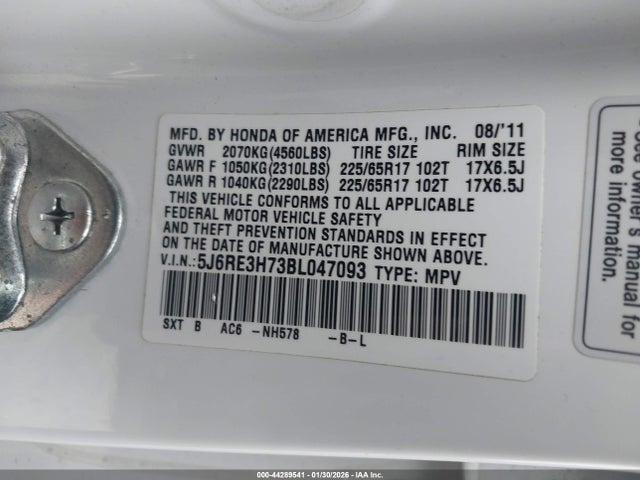 MFD. BY HONDA OF AMERICA MFG., INC. 08/'11
GVWR 2070KG(4560LBS) TIRE SIZE RIM SIZE
GAWR F 1050KG(2310LBS) 225/65R17 102T 17X6.5J
GAWR R 1040KG(2290LBS) 225/65R17 102T 17X6.5J
THIS VEHICLE CONFORMS TO ALL APPLICABLE
FEDERAL MOTOR VEHICLE SAFETY
AND THEFT PREVENTION STANDARDS IN EFFECT
ON THE DATE OF MANUFACTURE SHOWN ABOVE.
V.I.N.: 5J6RE3H73BL047093 TYPE: MPV
SXT B AC6 -NH578 -B-L
See owner's
manual for
000-44289541 - 01/30/2026 - IAA Inc.